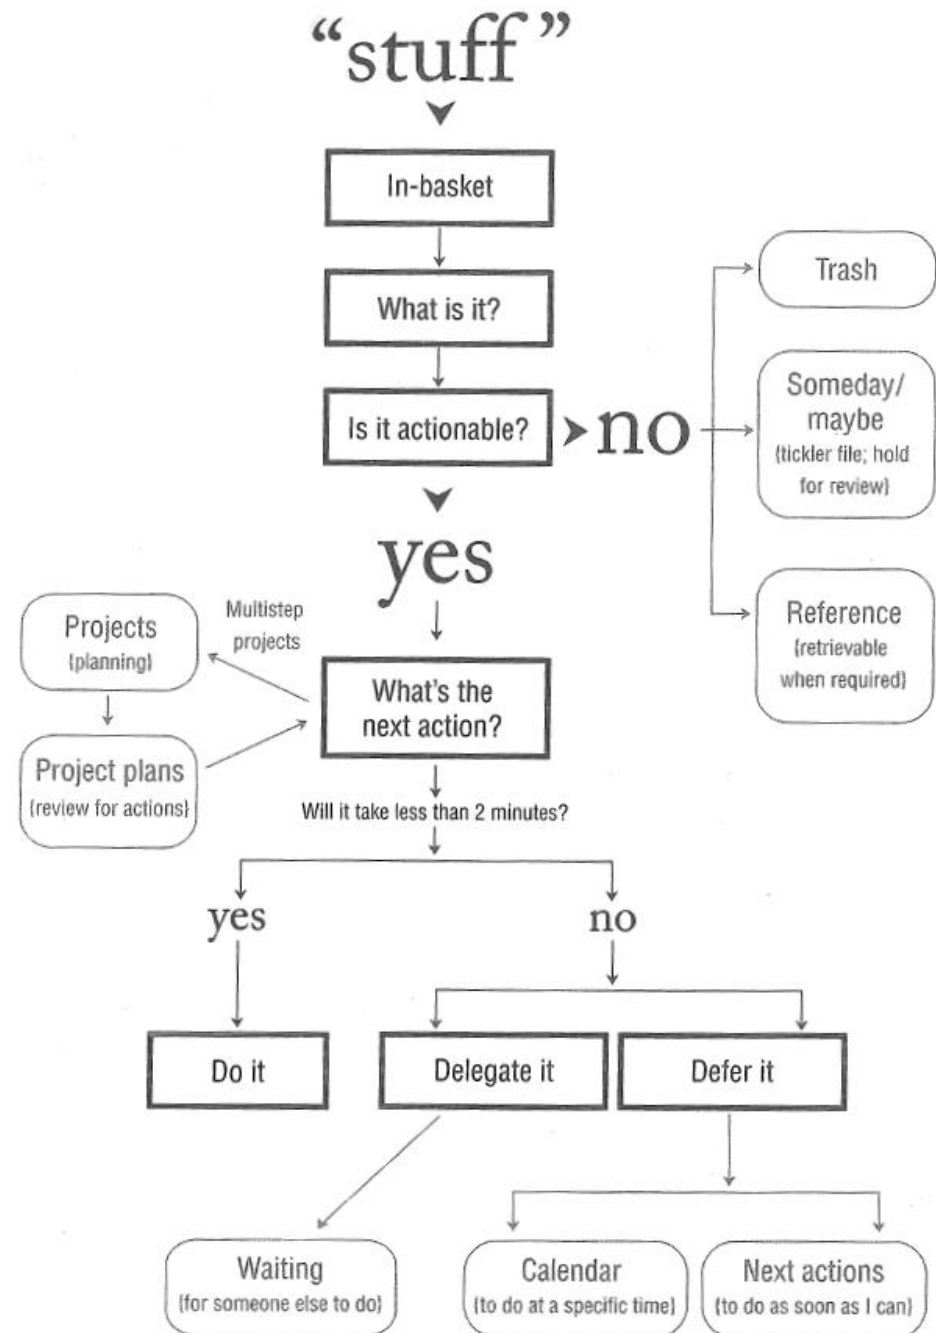 “stuff”
In-basket
What is it?
Is it actionable?
no
Trash
Someday/
maybe
{tickler file; hold
for review}
Reference
{retrievable
when required}
yes
Multistep
projects
Projects
{planning}
Project plans
{review for actions}
What's the
next action?
Will it take less than 2 minutes?
yes
no
Do it
Delegate it
Defer it
Waiting
{for someone else to do}
Calendar
{to do at a specific time}
Next actions
{to do as soon as I can}